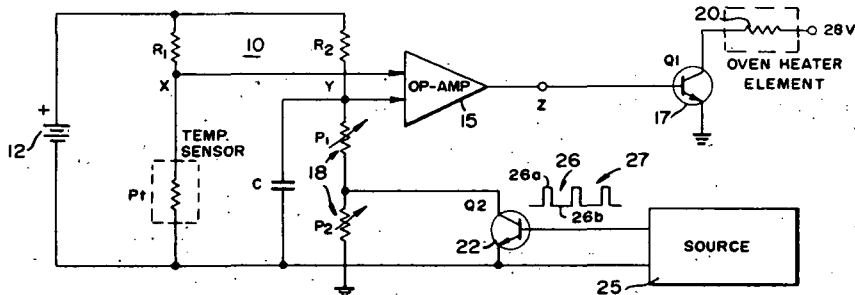 20
28V
R1
10
R2
Q1
OVEN HEATER
ELEMENT
X
Y
OP-AMP
15
Z
17
+
12
TEMP.
SENSOR
P1
26
27
26a
18
Pt
C
Q2
26b
P2
22
SOURCE
25